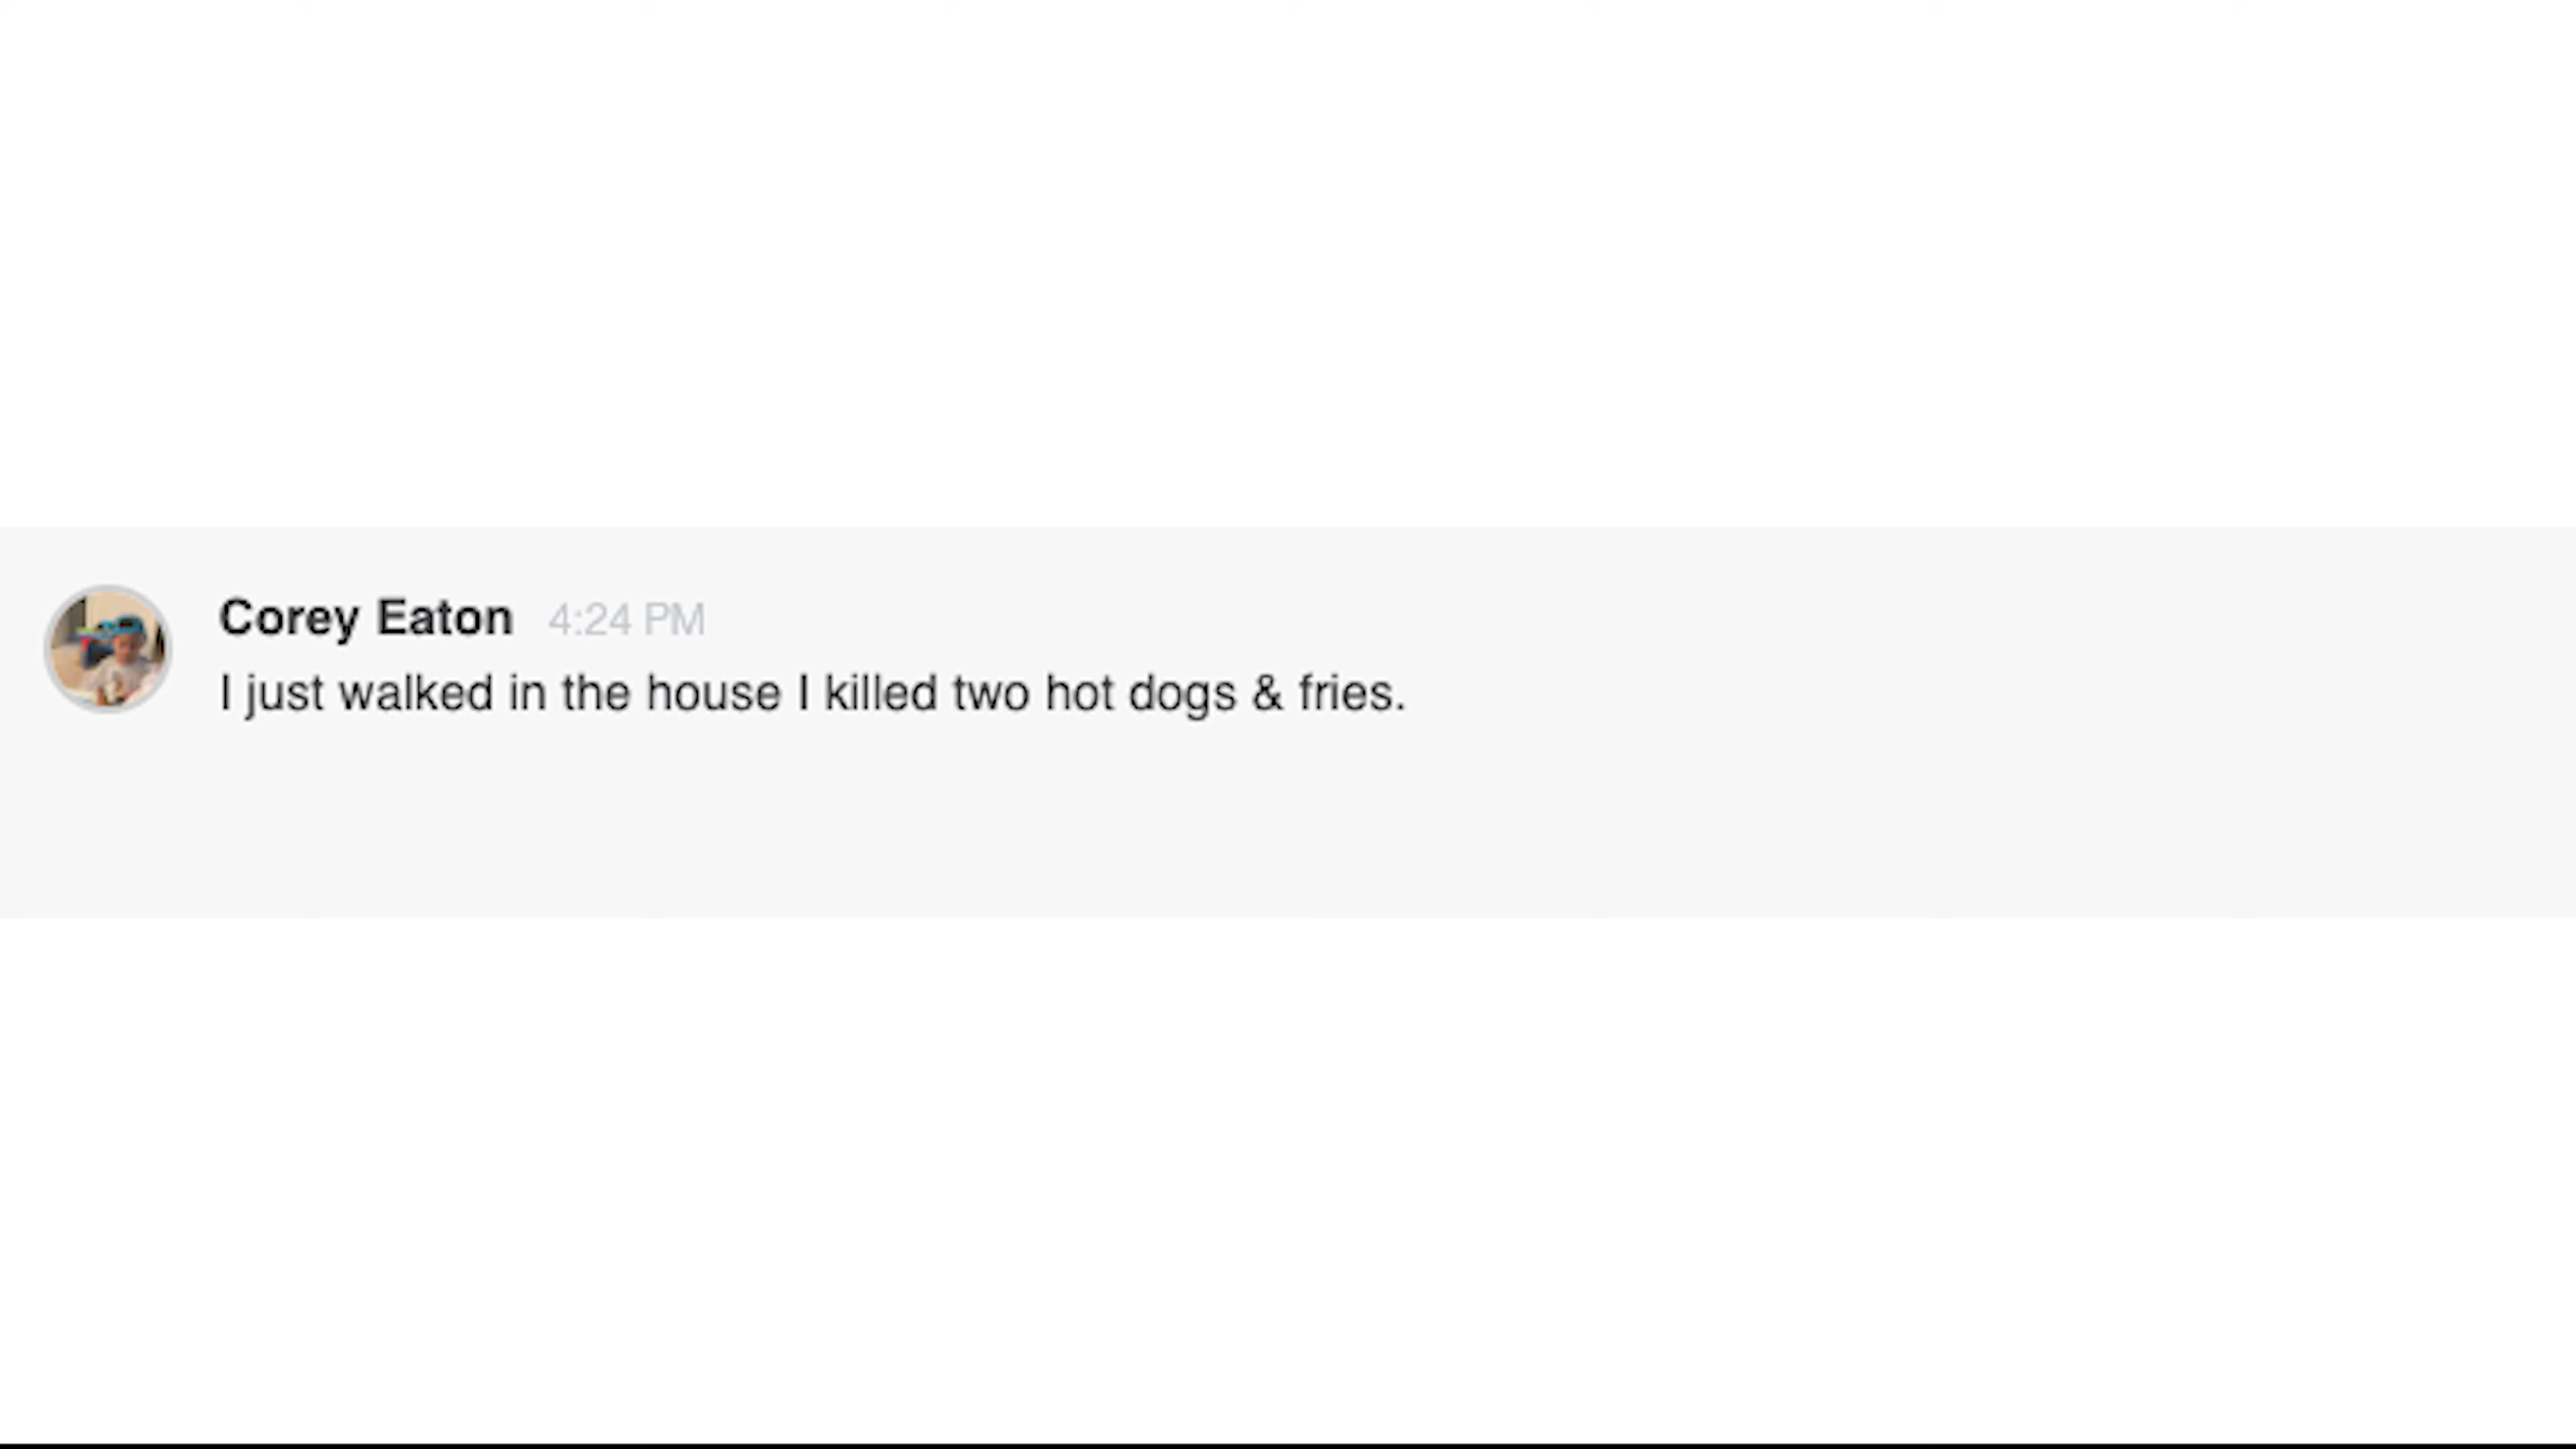 Corey Eaton 4:24 PM
I just walked in the house I killed two hot dogs & fries.